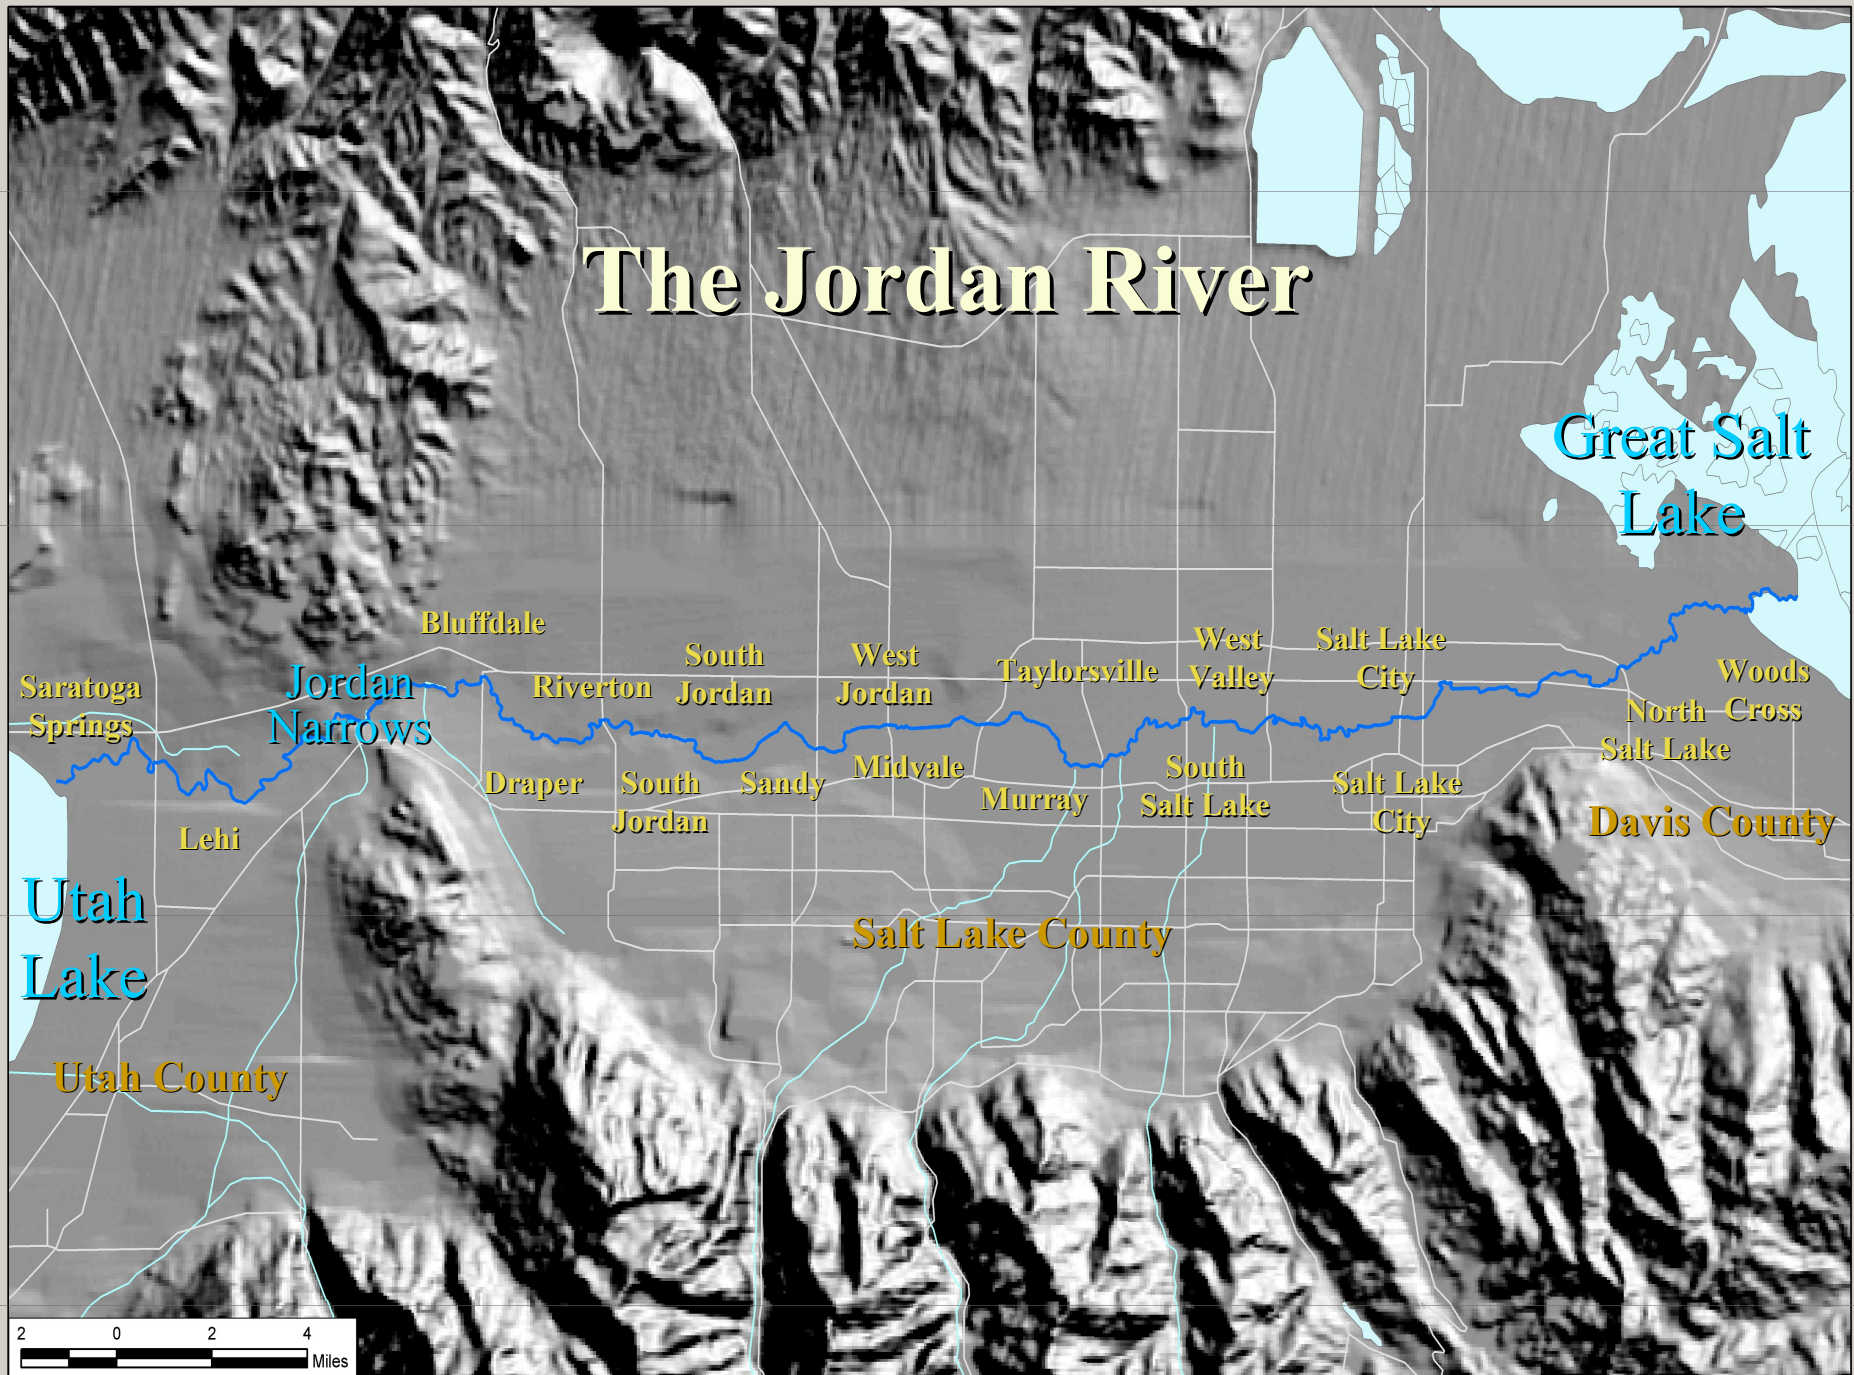 The Jordan River
Great Salt
Lake
Bluffdale
South
Jordan
West
Jordan
Taylorsville
West
Valley
Salt Lake
City
Saratoga
Springs
Jordan
Narrows
Riverton
Woods
Cross
North
Salt Lake
Draper
South
Jordan
Sandy
Midvale
Murray
South
Salt Lake
Salt Lake
City
Davis County
Lehi
Utah
Lake
Salt Lake County
Utah County
2 0 2 4
Miles